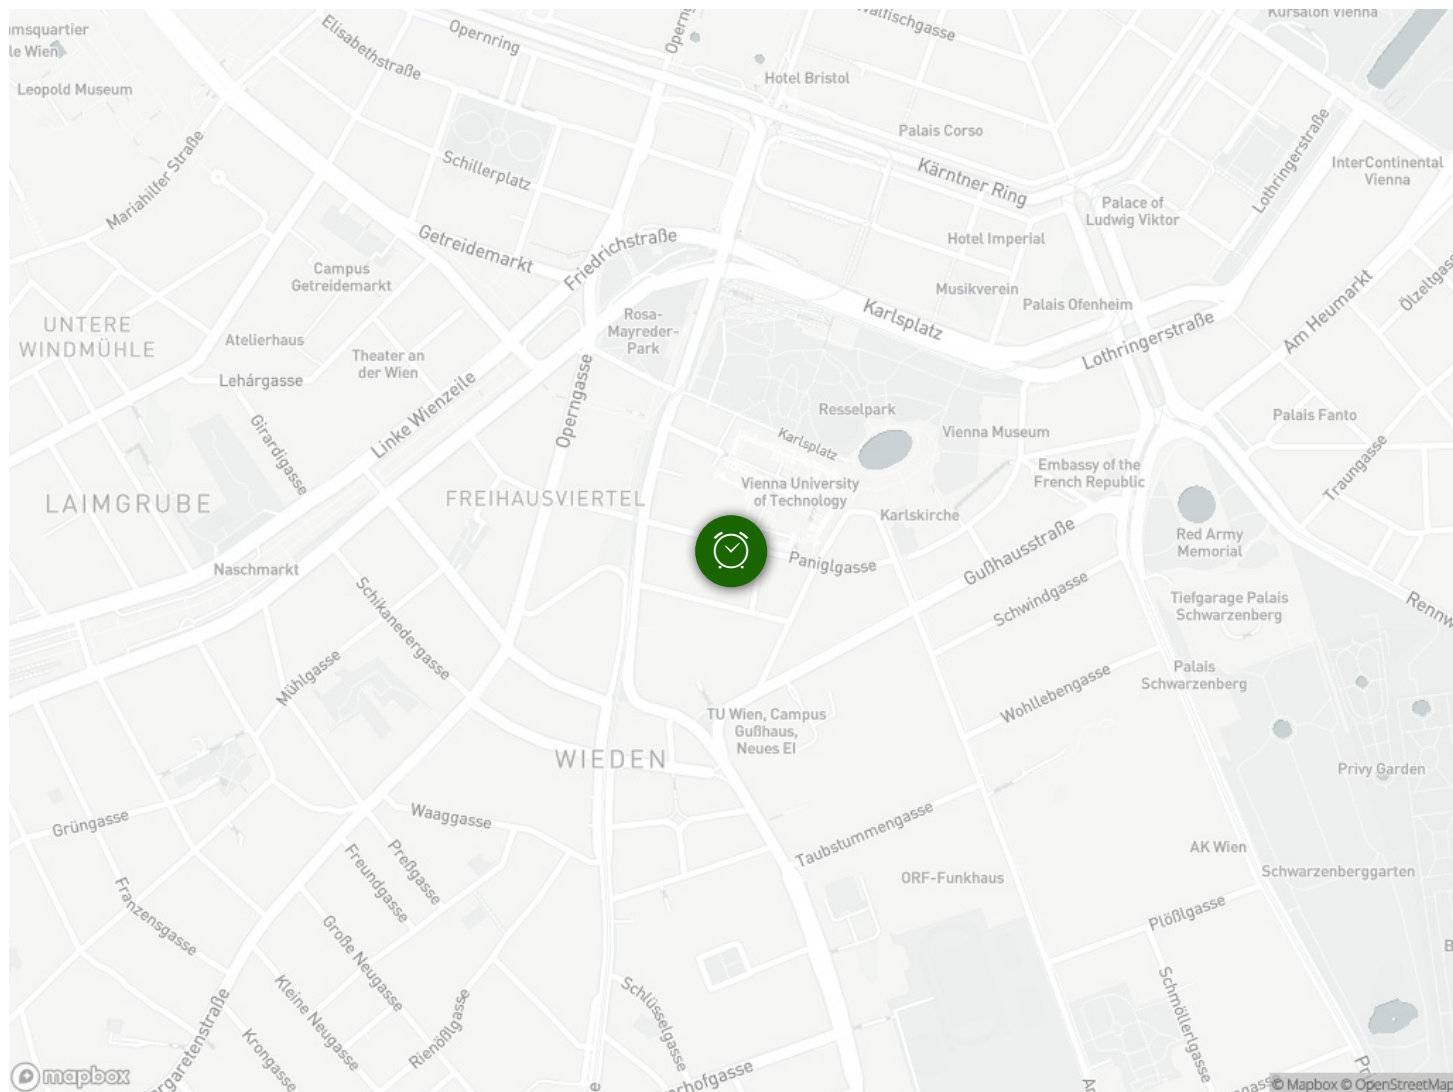 Kursalon Vienna
Walfischgasse
Opernring
Elisabethstraße
Hotel Bristol
Leopold Museum
Palais Corso
Lothringerstraße
Mariahilfer Straße
Schillerplatz
Kärntner Ring
InterContinental
Vienna
Palace of
Ludwig Viktor
Getreidemarkt
Friedrichstraße
Hotel Imperial
Campus
Getreidemarkt
Musikverein
Palais Ofenheim
Am Heumarkt
UNTERE
WINDMÜHLE
Rosa-
Mayreder-
Park
Karlsplatz
Lothringerstraße
Atelierhaus
Theater an
der Wien
Lehárgasse
Linke Wienzeile
Operngasse
Resselpark
Girardigasse
Karlsplatz
Vienna Museum
Palais Fanto
Traungasse
Embassy of the
French Republic
LAIMGRUBE
FREIHAUSVIERTEL
Vienna University
of Technology
Karlskirche
Red Army
Memorial
Naschmarkt
Paniglgasse
Gußhausstraße
Schikanedergasse
Schwindgasse
Tiefgarage Palais
Schwarzenberg
Mühlgasse
Wohllebengasse
Palais
Schwarzenberg
TU Wien, Campus
Gußhaus,
Neues EI
WIEDEN
Privy Garden
Grüngasse
Waaggasse
Taubstummengasse
AK Wien
Preßgasse
Freundgasse
Schwarzenberggarten
ORF-Funkhaus
Franzensgasse
Plößlgasse
Große Neugasse
Kleine Neugasse
Schlüsselgasse
Schmöllerlgasse
Rienößlgasse
Krongasse
mapbox
© Mapbox © OpenStreetMap